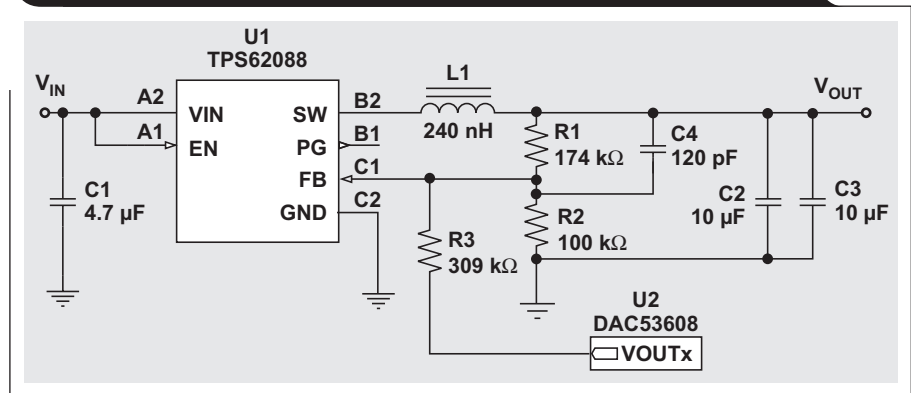 U1
TPS62088
V_IN
A2
VIN
A1
EN
SW
B2
PG
B1
FB
C1
GND
C2
L1
240 nH
V_OUT
C1
4.7 µF
R1
174 kΩ
C4
120 pF
C2
10 µF
C3
10 µF
R2
100 kΩ
R3
309 kΩ
U2
DAC53608
VOUTx